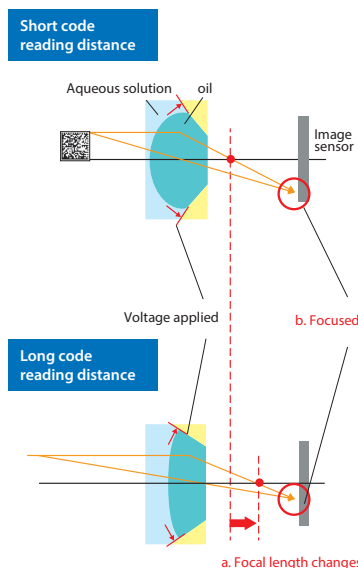 Short code
reading distance
Aqueous solution
oil
Image
sensor
Voltage applied
b. Focused
Long code
reading distance
a. Focal length changes